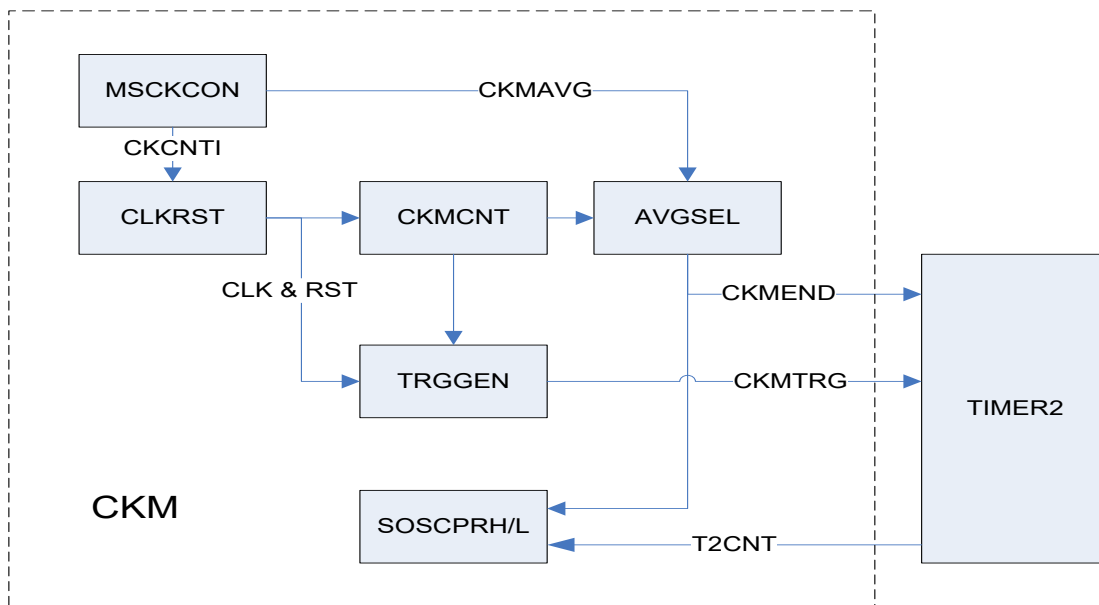 MSCKCON
CKMAVG
CKCNTI
CLKRST
CKMCNT
AVGSEL
CLK & RST
CKMEND
TRGGEN
CKMTRG
TIMER2
CKM
SOSCPRH/L
T2CNT